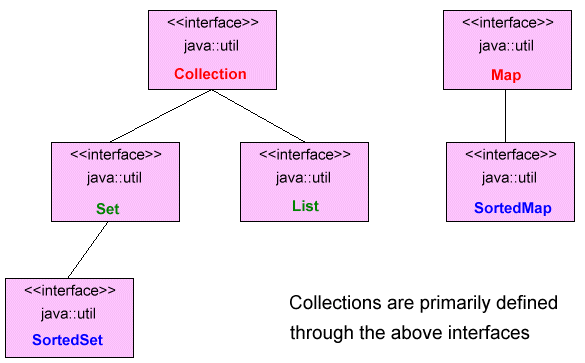 <<interface>>
java::util
Collection
<<interface>>
java::util
Map
<<interface>>
java::util
Set
<<interface>>
java::util
List
<<interface>>
java::util
SortedMap
<<interface>>
java::util
SortedSet
Collections are primarily defined
through the above interfaces